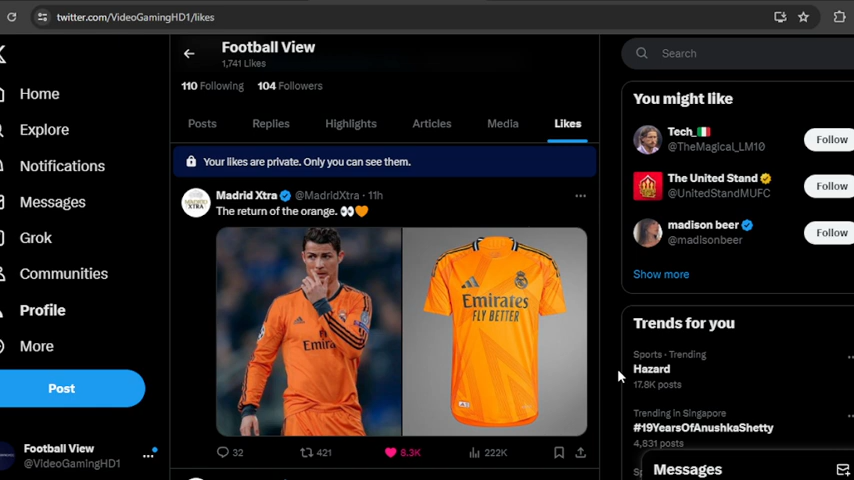 twitter.com/VideoGamingHD1/likes
Football View
1,741 Likes
110 Following 104 Followers
Home
Explore
Notifications
Messages
Grok
Communities
Profile
More
Post
Football View
@VideoGamingHD1
Posts Replies Highlights Articles Media Likes
Your likes are private. Only you can see them.
MADRID XTRA
Madrid Xtra @MadridXtra · 11h
The return of the orange. 👀🧡
Emirates
FLY BETTER
32 421 8.3K 222K
Search
You might like
Tech_🇮🇹
@TheMagical_LM10
Follow
The United Stand
@UnitedStandMUFC
Follow
madison beer
@madisonbeer
Follow
Show more
Trends for you
Sports · Trending
Hazard
17.8K posts
Trending in Singapore
#19YearsOfAnushkaShetty
4,831 posts
Messages